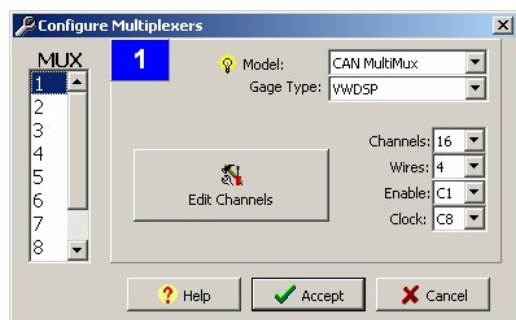 Configure Multiplexers
MUX
1
2
3
4
5
6
7
8
1
Model: CAN MultiMux
Gage Type: VWDSP
Channels: 16
Wires: 4
Enable: C1
Clock: C8
Edit Channels
? Help
Accept
Cancel